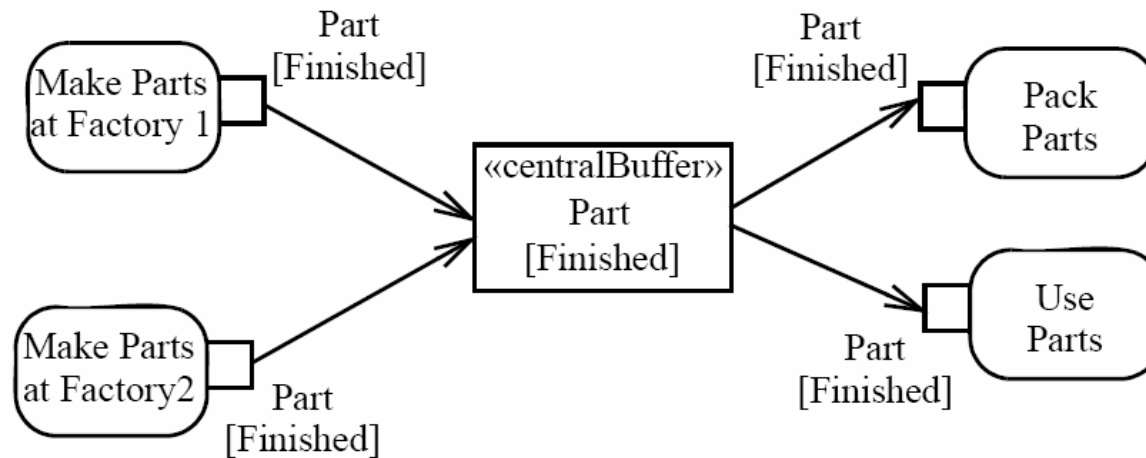 Part
[Finished]
Make Parts
at Factory 1
Part
[Finished]
Pack
Parts
«centralBuffer»
Part
[Finished]
Make Parts
at Factory2
Part
[Finished]
Use
Parts
Part
[Finished]